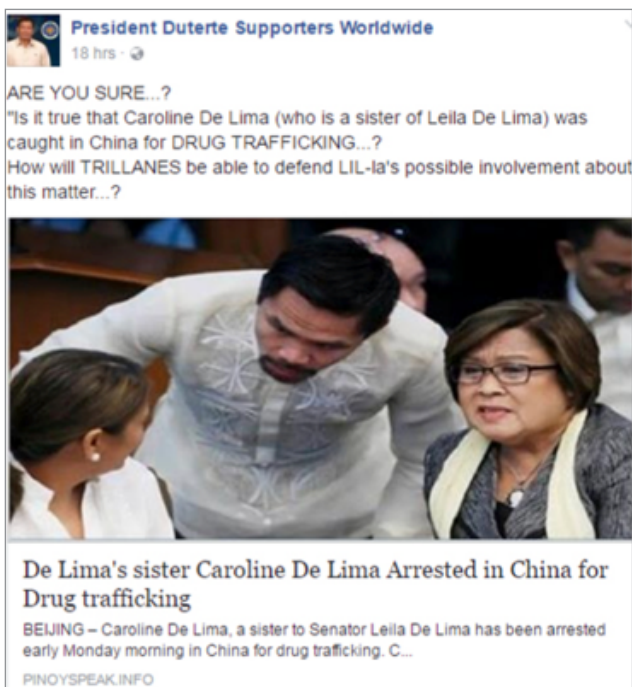 President Duterte Supporters Worldwide
18 hrs ·
ARE YOU SURE...?
"Is it true that Caroline De Lima (who is a sister of Leila De Lima) was
caught in China for DRUG TRAFFICKING...?
How will TRILLANES be able to defend LIL-la's possible involvement about
this matter...?
De Lima's sister Caroline De Lima Arrested in China for
Drug trafficking
BEIJING – Caroline De Lima, a sister to Senator Leila De Lima has been arrested
early Monday morning in China for drug trafficking. C...
PINOYSPEAK.INFO